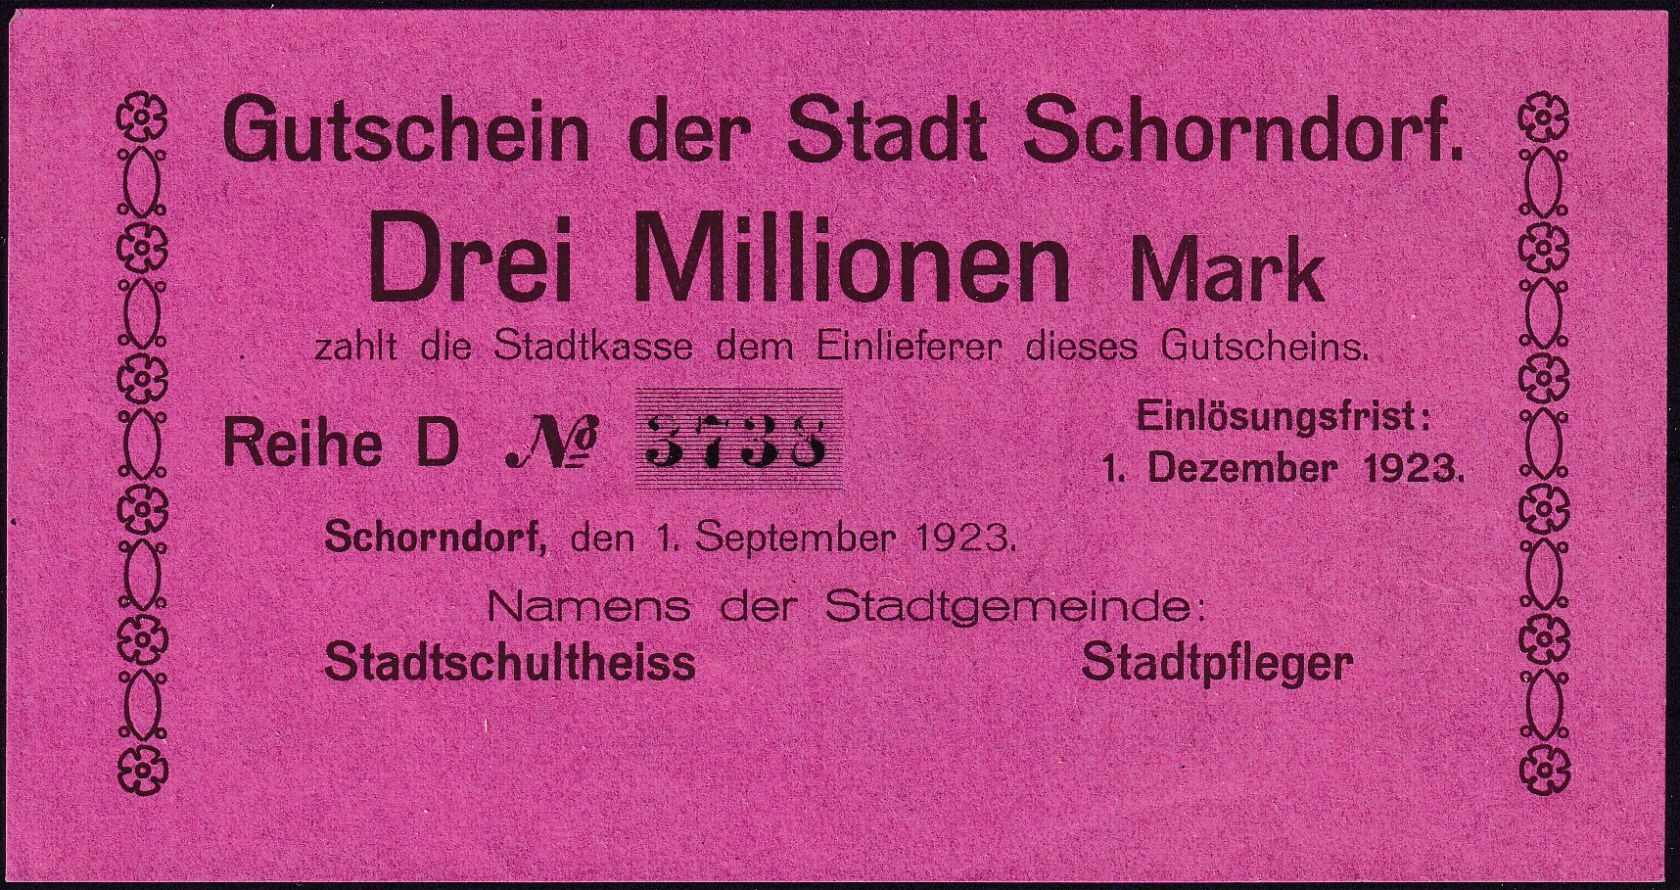 Gutschein der Stadt Schorndorf.
Drei Millionen Mark
zahlt die Stadtkasse dem Einlieferer dieses Gutscheins.
Reihe D № 3738
Einlösungsfrist:
1. Dezember 1923.
Schorndorf, den 1. September 1923.
Namens der Stadtgemeinde:
Stadtschultheiss Stadtpfleger